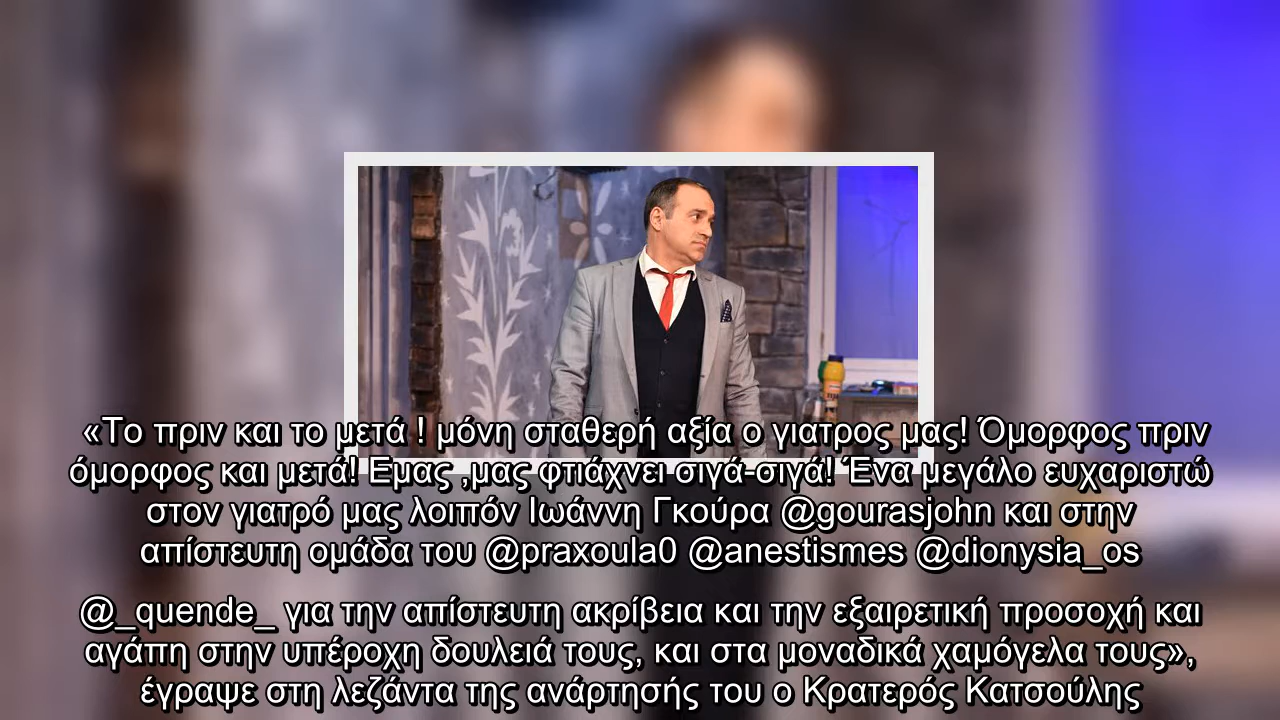 «Το πριν και το μετά ! μόνη σταθερή αξία ο γιατρος μας! Όμορφος πριν
όμορφος και μετά! Εμας ,μας φτιάχνει σιγά-σιγά! Ένα μεγάλο ευχαριστώ
στον γιατρό μας λοιπόν Ιωάννη Γκούρα @gourasjohn και στην
απίστευτη ομάδα του @praxoula0 @anestismes @dionysia_os
@_quende_ για την απίστευτη ακρίβεια και την εξαιρετική προσοχή και
αγάπη στην υπέροχη δουλειά τους, και στα μοναδικά χαμόγελα τους»,
έγραψε στη λεζάντα της ανάρτησής του ο Κρατερός Κατσούλης